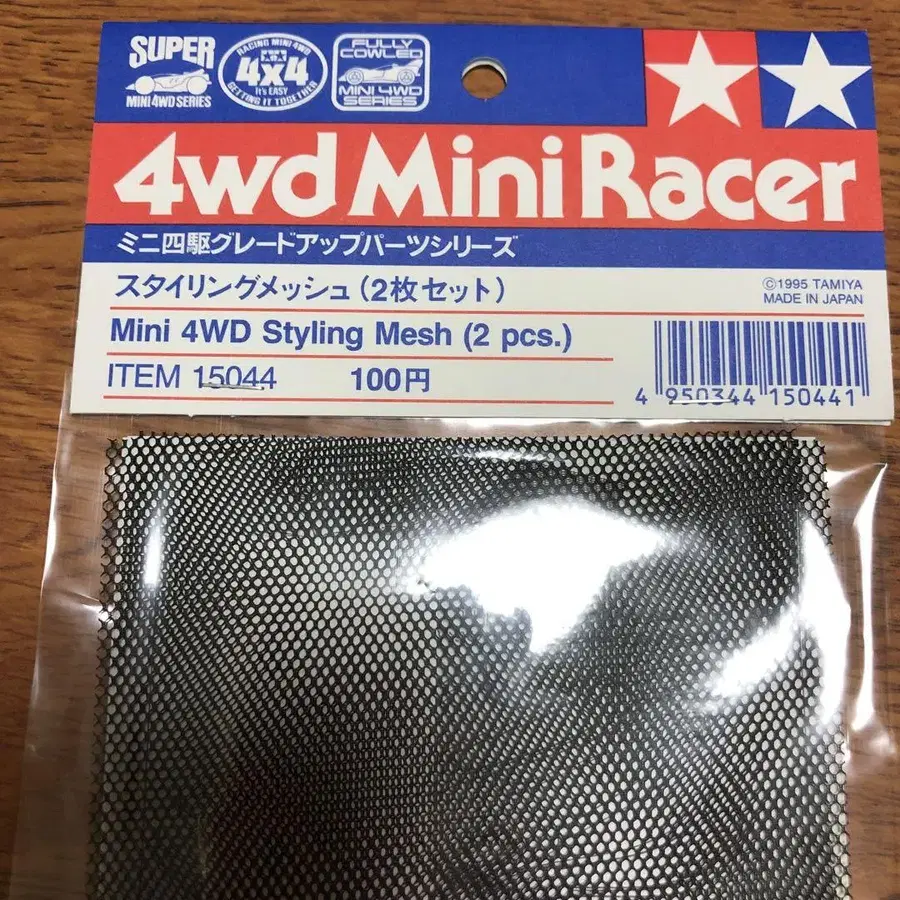 SUPER
MINI 4WD SERIES
RACING MINI 4WD
4x4
It's EASY
GETTING IT TOGETHER
FULLY
COWLED
MINI 4WD
SERIES
4wd Mini Racer
ミニ四駆グレードアップパーツシリーズ
スタイリングメッシュ(2枚セット)
©1995 TAMIYA
MADE IN JAPAN
Mini 4WD Styling Mesh (2 pcs.)
ITEM 15044 100円
4 950344 150441